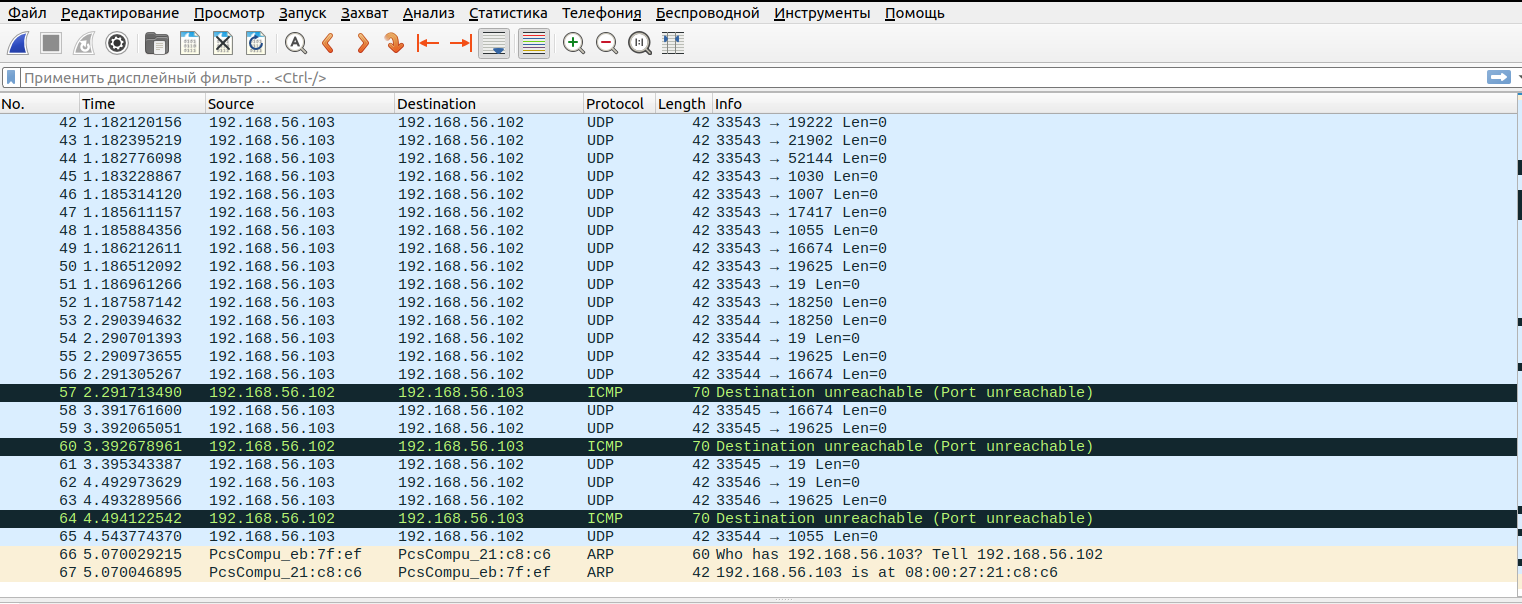 Файл Редактирование Просмотр Запуск Захват Анализ Статистика Телефония Беспроводной Инструменты Помощь
Применить дисплейный фильтр … <Ctrl-/>
No. Time Source Destination Protocol Length Info
42 1.182120156 192.168.56.103 192.168.56.102 UDP 42 33543 → 19222 Len=0
43 1.182395219 192.168.56.103 192.168.56.102 UDP 42 33543 → 21902 Len=0
44 1.182776098 192.168.56.103 192.168.56.102 UDP 42 33543 → 52144 Len=0
45 1.183228867 192.168.56.103 192.168.56.102 UDP 42 33543 → 1030 Len=0
46 1.185314120 192.168.56.103 192.168.56.102 UDP 42 33543 → 1007 Len=0
47 1.185611157 192.168.56.103 192.168.56.102 UDP 42 33543 → 17417 Len=0
48 1.185884356 192.168.56.103 192.168.56.102 UDP 42 33543 → 1055 Len=0
49 1.186212611 192.168.56.103 192.168.56.102 UDP 42 33543 → 16674 Len=0
50 1.186512092 192.168.56.103 192.168.56.102 UDP 42 33543 → 19625 Len=0
51 1.186961266 192.168.56.103 192.168.56.102 UDP 42 33543 → 19 Len=0
52 1.187587142 192.168.56.103 192.168.56.102 UDP 42 33543 → 18250 Len=0
53 2.290394632 192.168.56.103 192.168.56.102 UDP 42 33544 → 18250 Len=0
54 2.290701393 192.168.56.103 192.168.56.102 UDP 42 33544 → 19 Len=0
55 2.290973655 192.168.56.103 192.168.56.102 UDP 42 33544 → 19625 Len=0
56 2.291305267 192.168.56.103 192.168.56.102 UDP 42 33544 → 16674 Len=0
57 2.291713490 192.168.56.102 192.168.56.103 ICMP 70 Destination unreachable (Port unreachable)
58 3.391761600 192.168.56.103 192.168.56.102 UDP 42 33545 → 16674 Len=0
59 3.392065051 192.168.56.103 192.168.56.102 UDP 42 33545 → 19625 Len=0
60 3.392678961 192.168.56.102 192.168.56.103 ICMP 70 Destination unreachable (Port unreachable)
61 3.395343387 192.168.56.103 192.168.56.102 UDP 42 33545 → 19 Len=0
62 4.492973629 192.168.56.103 192.168.56.102 UDP 42 33546 → 19 Len=0
63 4.493289566 192.168.56.103 192.168.56.102 UDP 42 33546 → 19625 Len=0
64 4.494122542 192.168.56.102 192.168.56.103 ICMP 70 Destination unreachable (Port unreachable)
65 4.543774370 192.168.56.103 192.168.56.102 UDP 42 33544 → 1055 Len=0
66 5.070029215 PcsCompu_eb:7f:ef PcsCompu_21:c8:c6 ARP 60 Who has 192.168.56.103? Tell 192.168.56.102
67 5.070046895 PcsCompu_21:c8:c6 PcsCompu_eb:7f:ef ARP 42 192.168.56.103 is at 08:00:27:21:c8:c6